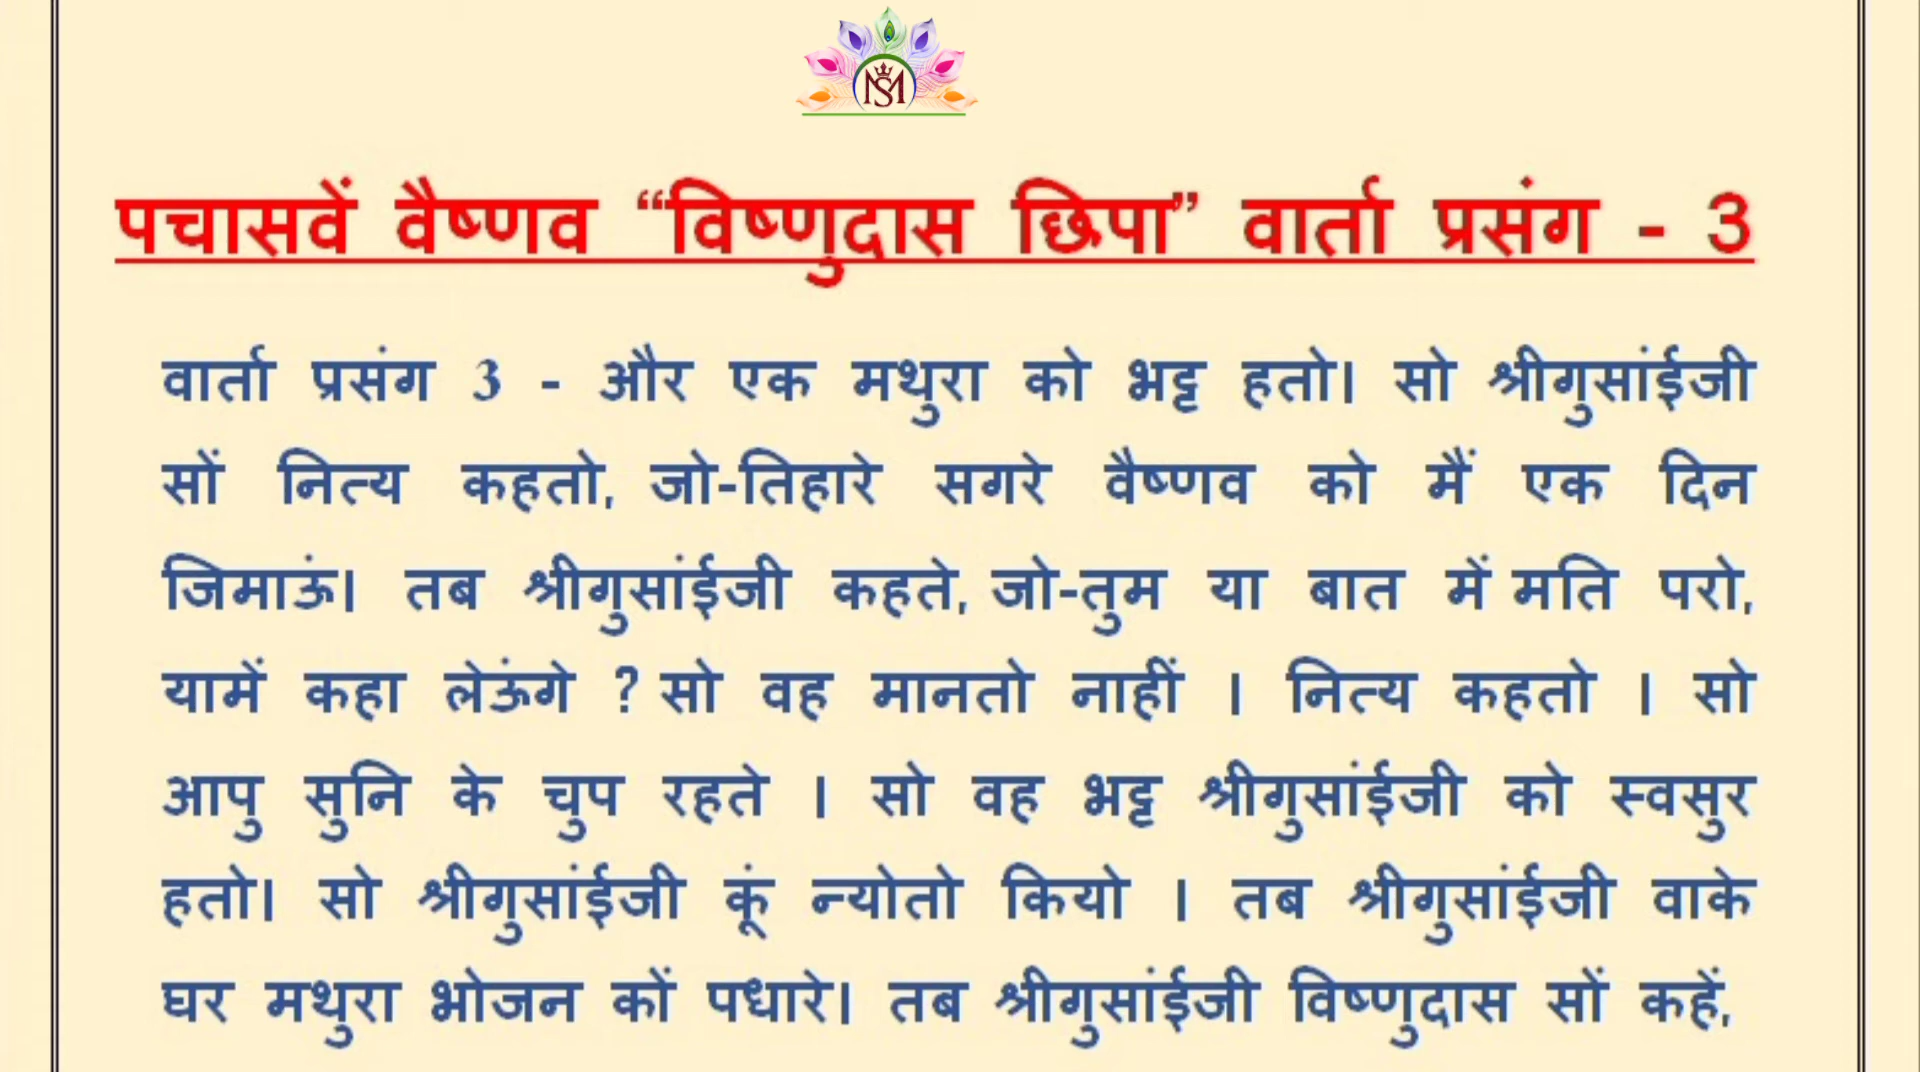 SM
पचासवें वैष्णव “विष्णुदास छिपा” वार्ता प्रसंग - 3
वार्ता प्रसंग 3 - और एक मथुरा को भट्ट हतो। सो श्रीगुसांईजी
सों नित्य कहतो, जो-तिहारे सगरे वैष्णव को मैं एक दिन
जिमाऊं। तब श्रीगुसांईजी कहते, जो-तुम या बात में मति परो,
यामें कहा लेऊंगे ? सो वह मानतो नाहीं । नित्य कहतो । सो
आपु सुनि के चुप रहते । सो वह भट्ट श्रीगुसांईजी को स्वसुर
हतो। सो श्रीगुसांईजी कूं न्योतो कियो । तब श्रीगुसांईजी वाके
घर मथुरा भोजन कों पधारे। तब श्रीगुसांईजी विष्णुदास सों कहें,